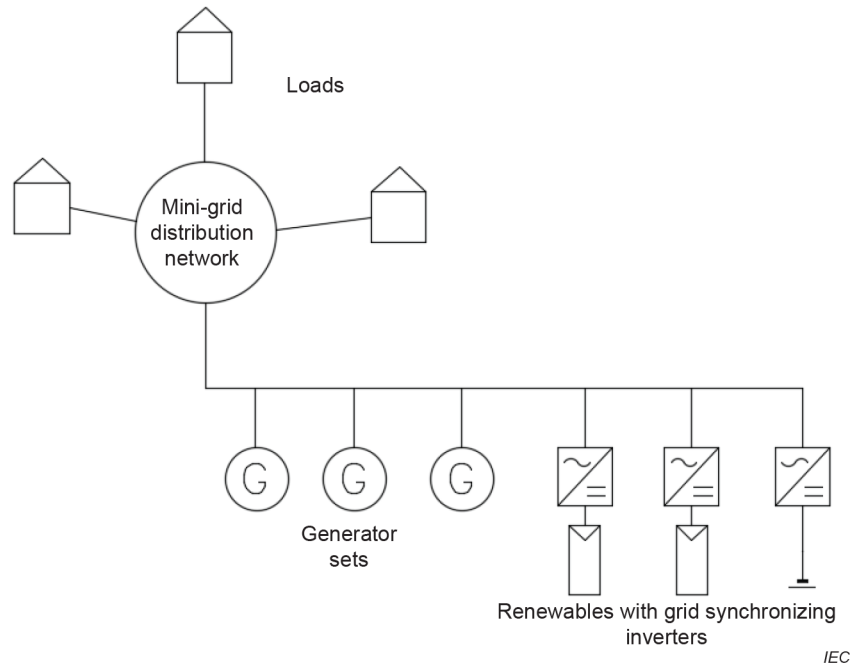 Loads
Mini-grid
distribution
network
G
G
G
Generator
sets
Renewables with grid synchronizing
inverters
IEC